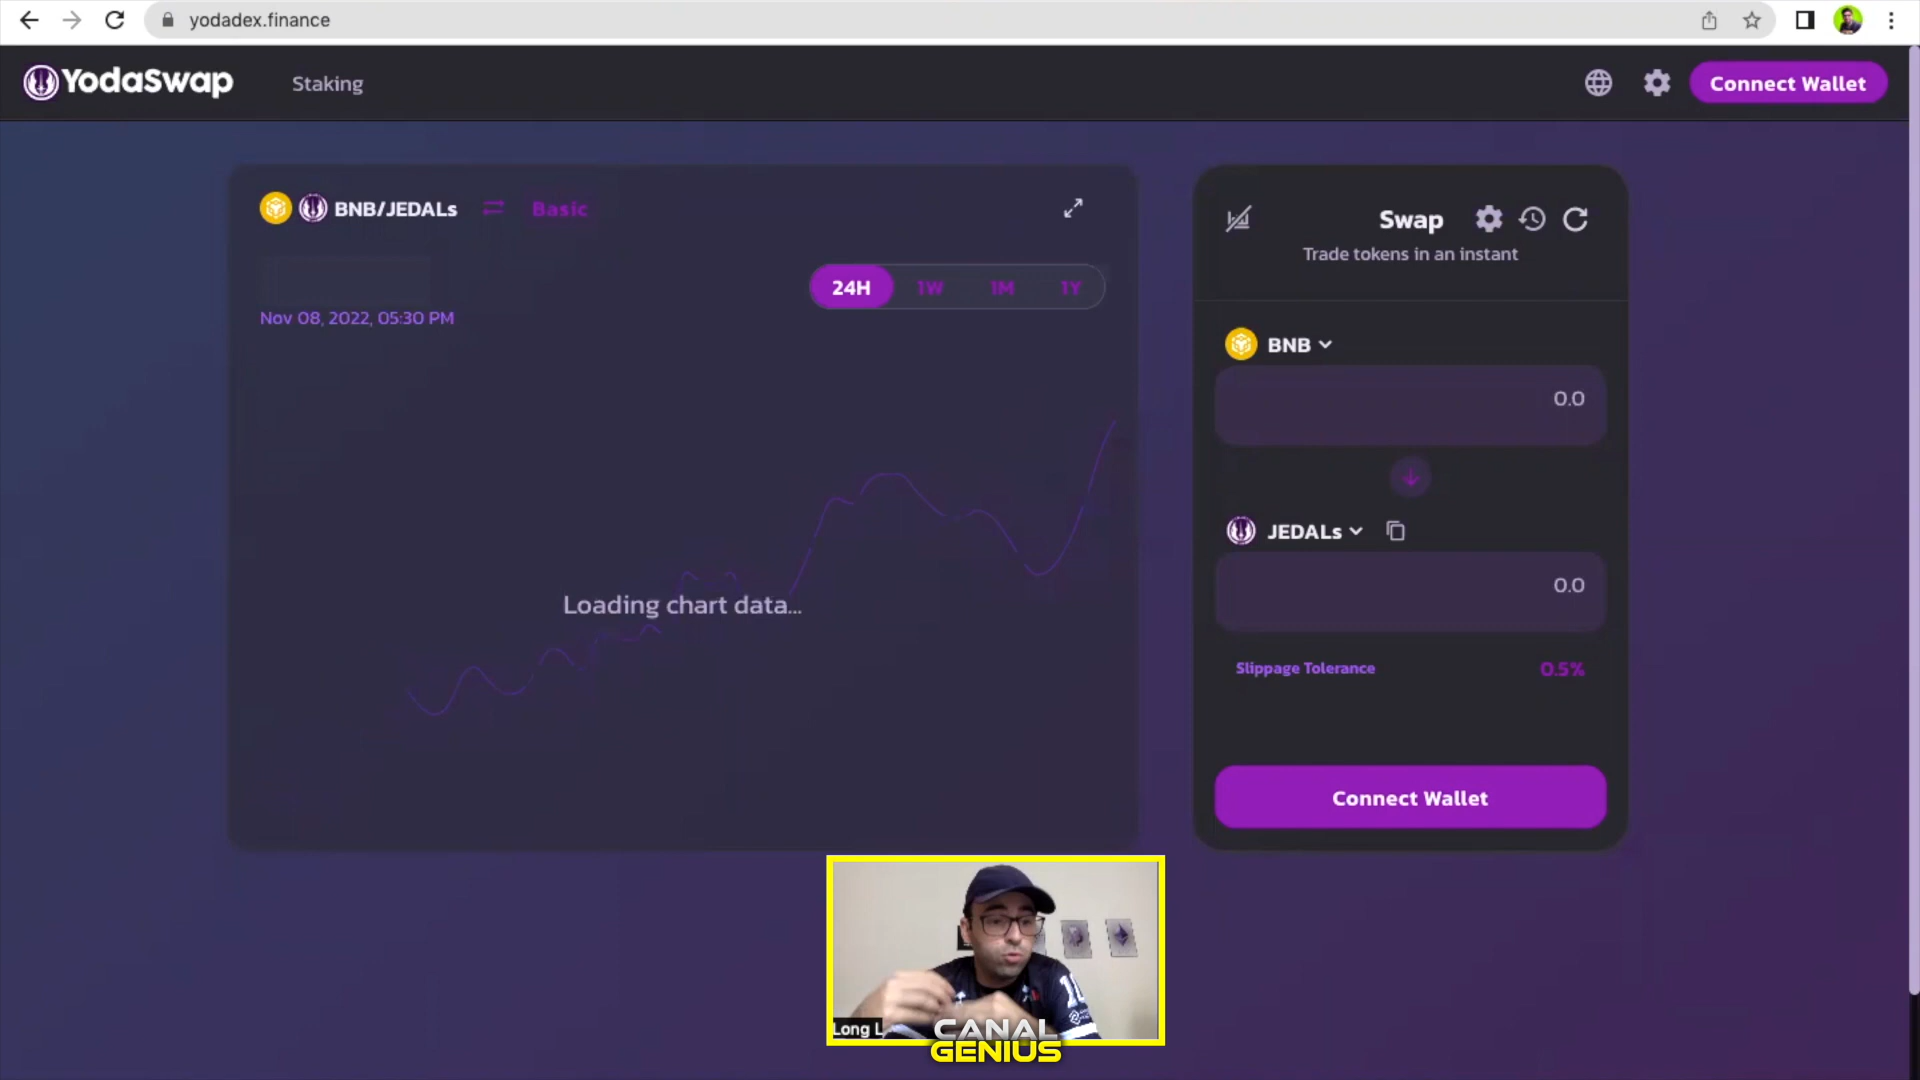 yodadex.finance
YodaSwap
Staking
Connect Wallet
BNB/JEDALs
Basic
24H
1W
1M
1Y
Nov 08, 2022, 05:30 PM
Loading chart data...
Swap
Trade tokens in an instant
BNB
0.0
JEDALs
0.0
Slippage Tolerance
0.5%
Connect Wallet
Long L
CANAL
GENIUS